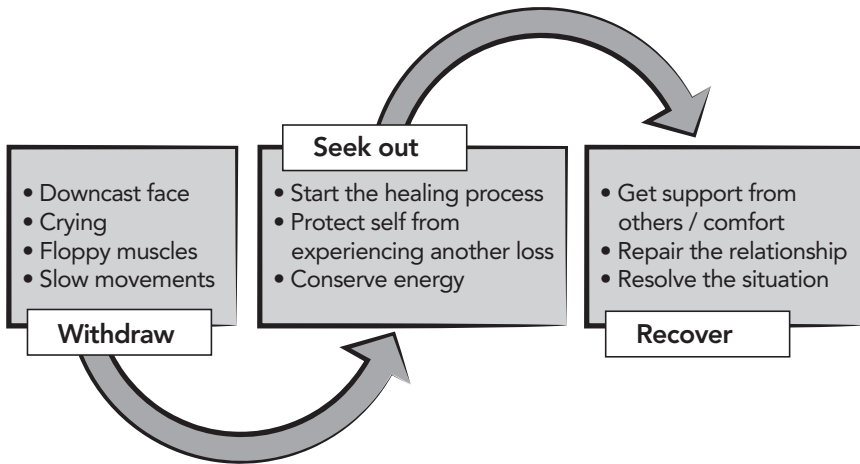 • Downcast face
• Crying
• Floppy muscles
• Slow movements
Withdraw
Seek out
• Start the healing process
• Protect self from
experiencing another loss
• Conserve energy
• Get support from
others / comfort
• Repair the relationship
• Resolve the situation
Recover